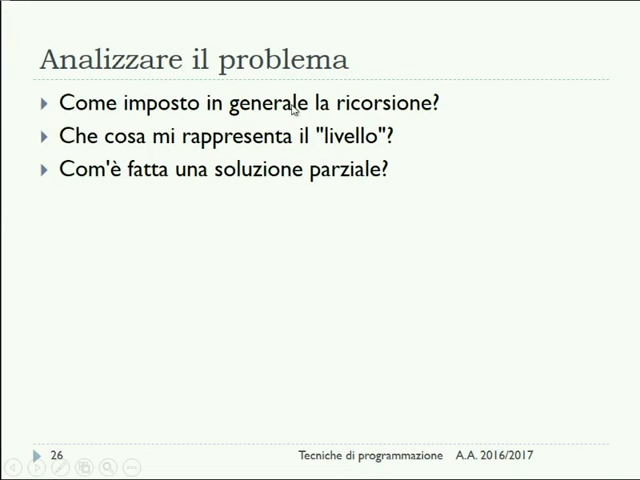 Analizzare il problema
Come imposto in generale la ricorsione?
Che cosa mi rappresenta il "livello"?
Com'è fatta una soluzione parziale?
26 Tecniche di programmazione A.A. 2016/2017